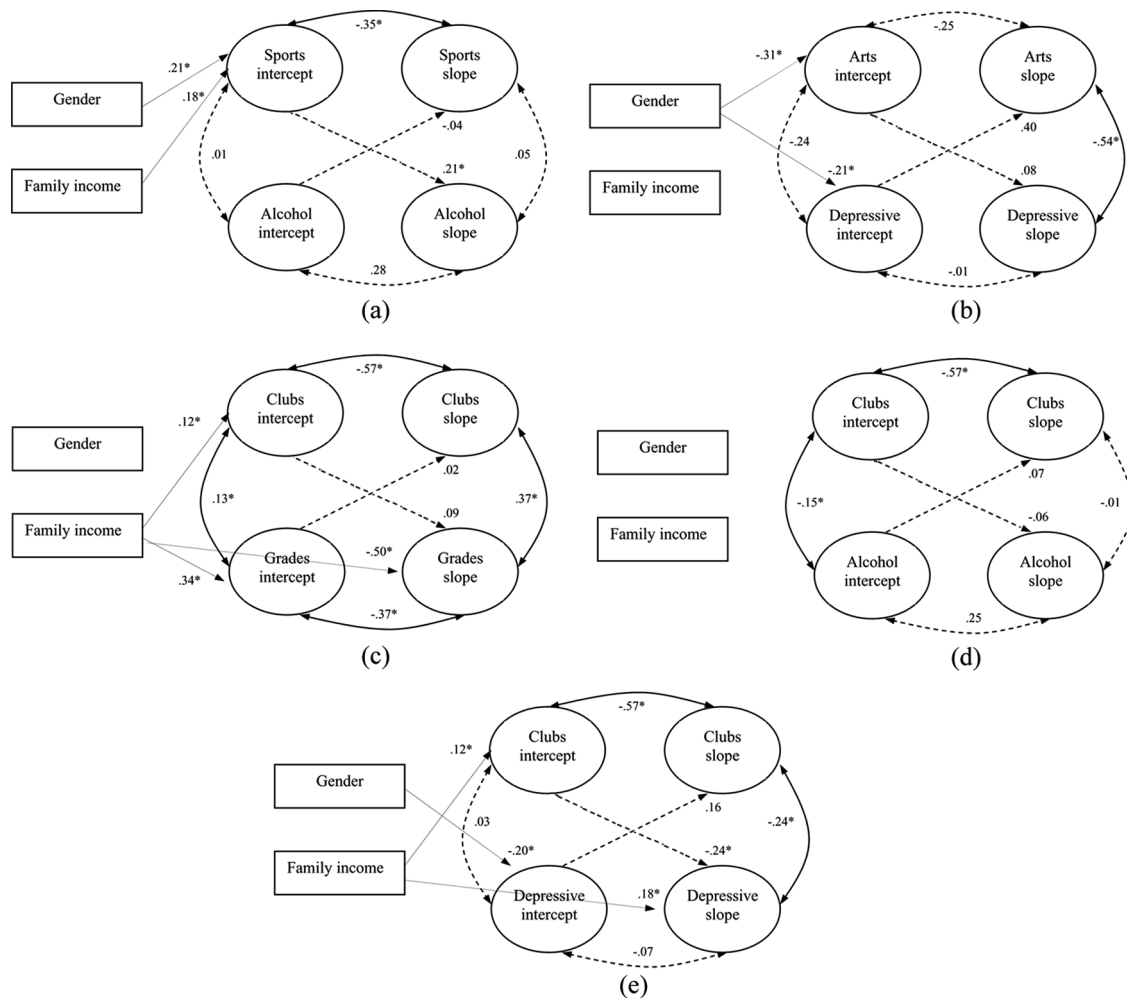 -.35*
Sports
intercept
Sports
slope
.21*
.18*
Gender
Family income
-.04
.01
.05
.21*
Alcohol
intercept
Alcohol
slope
.28
(a)
-.25
Arts
intercept
Arts
slope
-.31*
Gender
Family income
.40
-.24
-.54*
-.21*
.08
Depressive
intercept
Depressive
slope
-.01
(b)
-.57*
Clubs
intercept
Clubs
slope
.12*
Gender
Family income
.02
.13*
.37*
.09
-.50*
.34*
Grades
intercept
Grades
slope
-.37*
(c)
-.57*
Clubs
intercept
Clubs
slope
Gender
Family income
.07
-.15*
-.01
-.06
Alcohol
intercept
Alcohol
slope
.25
(d)
-.57*
Clubs
intercept
Clubs
slope
.12*
Gender
Family income
.16
.03
-.24*
-.20*
-.24*
.18*
Depressive
intercept
Depressive
slope
-.07
(e)